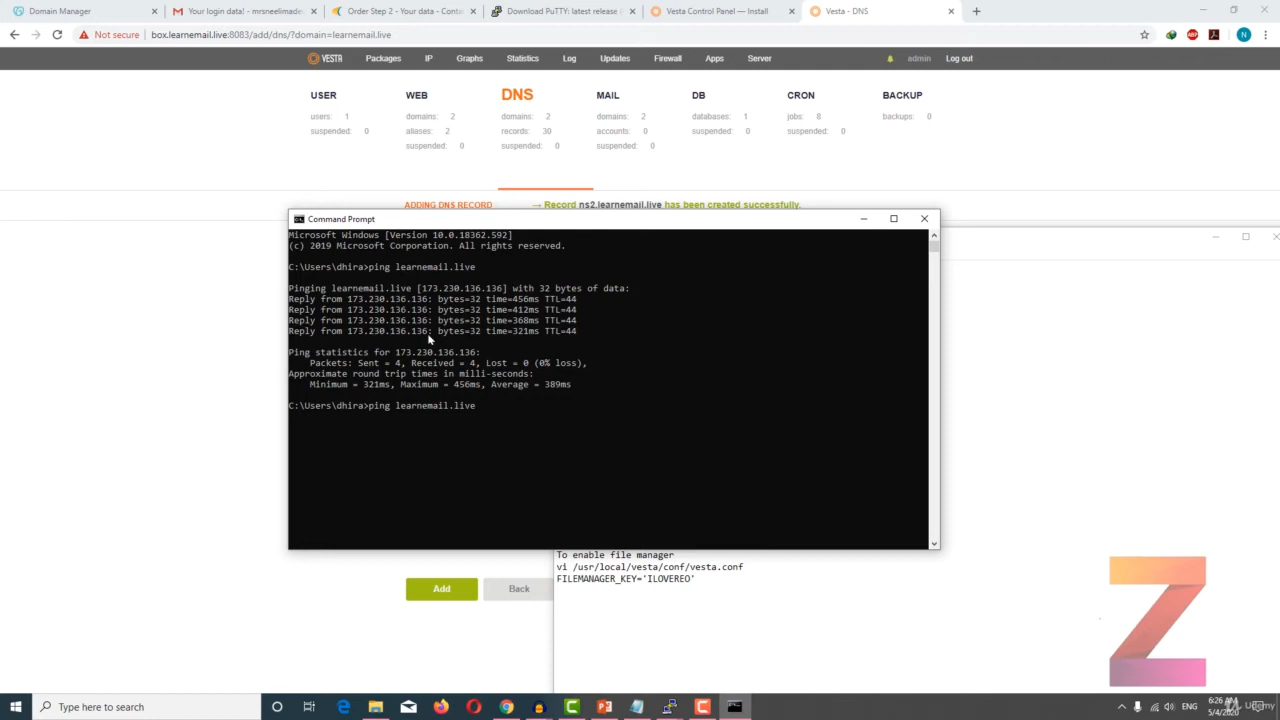 Domain Manager
Your login data! - mrsneelimadev
Order Step 2 - Your data - Conta
Download PuTTY: latest release
Vesta Control Panel — Install
Vesta - DNS
Not secure
box.learnemail.live:8083/add/dns/?domain=learnemail.live
VESTA
Packages
IP
Graphs
Statistics
Log
Updates
Firewall
Apps
Server
admin
Log out
USER
WEB
DNS
MAIL
DB
CRON
BACKUP
users: 1
domains: 2
domains: 2
domains: 2
databases: 1
jobs: 8
backups: 0
suspended: 0
aliases: 2
records: 30
accounts: 0
suspended: 0
suspended: 0
suspended: 0
suspended: 0
suspended: 0
ADDING DNS RECORD
→ Record ns2.learnemail.live has been created successfully.
Command Prompt
Microsoft Windows [Version 10.0.18362.592]
(c) 2019 Microsoft Corporation. All rights reserved.
C:\Users\dhira>ping learnemail.live
Pinging learnemail.live [173.230.136.136] with 32 bytes of data:
Reply from 173.230.136.136: bytes=32 time=456ms TTL=44
Reply from 173.230.136.136: bytes=32 time=412ms TTL=44
Reply from 173.230.136.136: bytes=32 time=368ms TTL=44
Reply from 173.230.136.136: bytes=32 time=321ms TTL=44
Ping statistics for 173.230.136.136:
Packets: Sent = 4, Received = 4, Lost = 0 (0% loss),
Approximate round trip times in milli-seconds:
Minimum = 321ms, Maximum = 456ms, Average = 389ms
C:\Users\dhira>ping learnemail.live
To enable file manager
vi /usr/local/vesta/conf/vesta.conf
FILEMANAGER_KEY='ILOVEREO'
Add
Back
Type here to search
ENG
6:26 AM
5/4/2020
Udemy